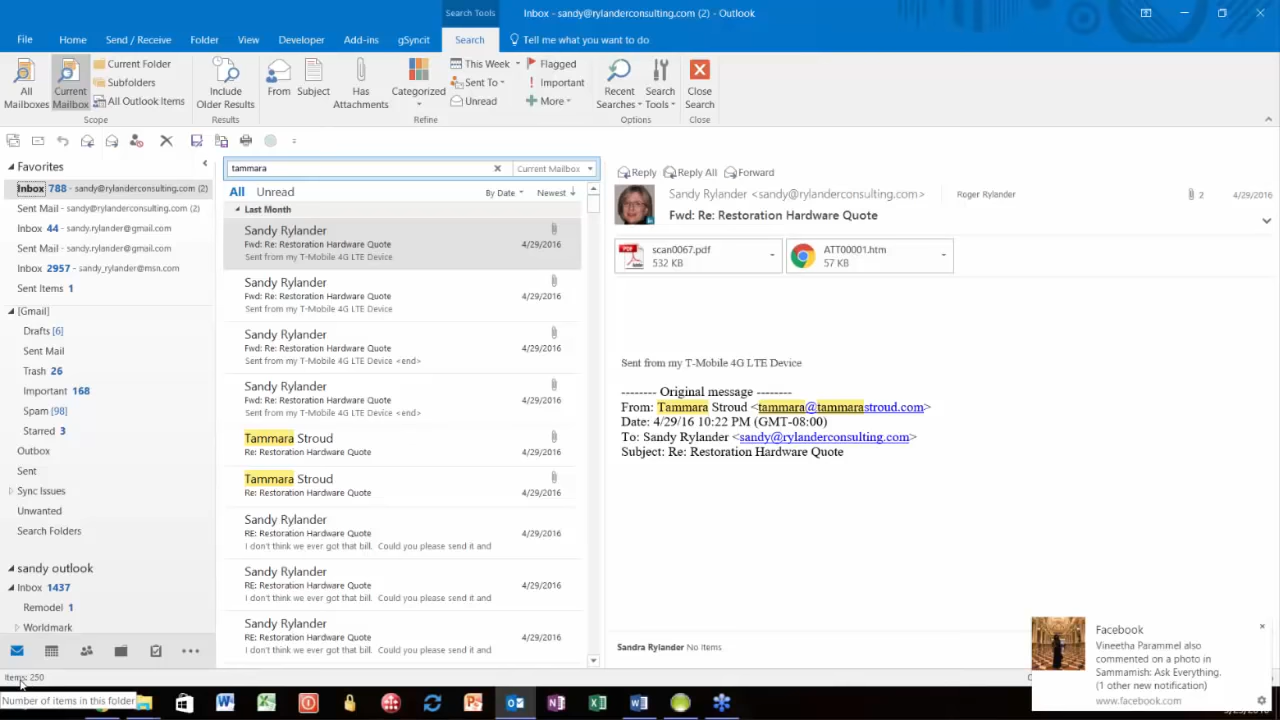 Search Tools
Inbox - sandy@rylanderconsulting.com (2) - Outlook
File Home Send / Receive Folder View Developer Add-ins gSyncit Search Tell me what you want to do
All Mailboxes
Current Mailbox
Current Folder
Subfolders
All Outlook Items
Scope
Include Older Results
Results
From
Subject
Has Attachments
Categorized
This Week
Sent To
Unread
Flagged
Important
More
Refine
Recent Searches
Search Tools
Options
Close Search
Close
Favorites
Inbox 788 - sandy@rylanderconsulting.com (2)
Sent Mail - sandy@rylanderconsulting.com (2)
Inbox 44 - sandy.rylander@gmail.com
Sent Mail - sandy.rylander@gmail.com
Inbox 2957 - sandy_rylander@msn.com
Sent Items 1
[Gmail]
Drafts [6]
Sent Mail
Trash 26
Important 168
Spam [98]
Starred 3
Outbox
Sent
Sync Issues
Unwanted
Search Folders
sandy outlook
Inbox 1437
Remodel 1
Worldmark
Items: 250
Number of items in this folder
tammara
Current Mailbox
All Unread By Date Newest
Last Month
Sandy Rylander
Fwd: Re: Restoration Hardware Quote 4/29/2016
Sent from my T-Mobile 4G LTE Device
Sandy Rylander
Fwd: Re: Restoration Hardware Quote 4/29/2016
Sent from my T-Mobile 4G LTE Device
Sandy Rylander
Fwd: Re: Restoration Hardware Quote 4/29/2016
Sent from my T-Mobile 4G LTE Device <end>
Sandy Rylander
Fwd: Re: Restoration Hardware Quote 4/29/2016
Sent from my T-Mobile 4G LTE Device <end>
Tammara Stroud
Re: Restoration Hardware Quote 4/29/2016
Tammara Stroud
Re: Restoration Hardware Quote 4/29/2016
Sandy Rylander
RE: Restoration Hardware Quote 4/29/2016
I don't think we ever got that bill. Could you please send it and
Sandy Rylander
RE: Restoration Hardware Quote 4/29/2016
I don't think we ever got that bill. Could you please send it and
Sandy Rylander
RE: Restoration Hardware Quote 4/29/2016
I don't think we ever got that bill. Could you please send it and
Reply Reply All Forward
Sandy Rylander <sandy@rylanderconsulting.com> Roger Rylander 2 4/29/2016
Fwd: Re: Restoration Hardware Quote
PDF
scan0067.pdf
532 KB
ATT00001.htm
57 KB
Sent from my T-Mobile 4G LTE Device
-------- Original message --------
From: Tammara Stroud <tammara@tammarastroud.com>
Date: 4/29/16 10:22 PM (GMT-08:00)
To: Sandy Rylander <sandy@rylanderconsulting.com>
Subject: Re: Restoration Hardware Quote
Sandra Rylander No Items
Facebook
Vineetha Parammel also
commented on a photo in
Sammamish: Ask Everything.
(1 other new notification)
www.facebook.com